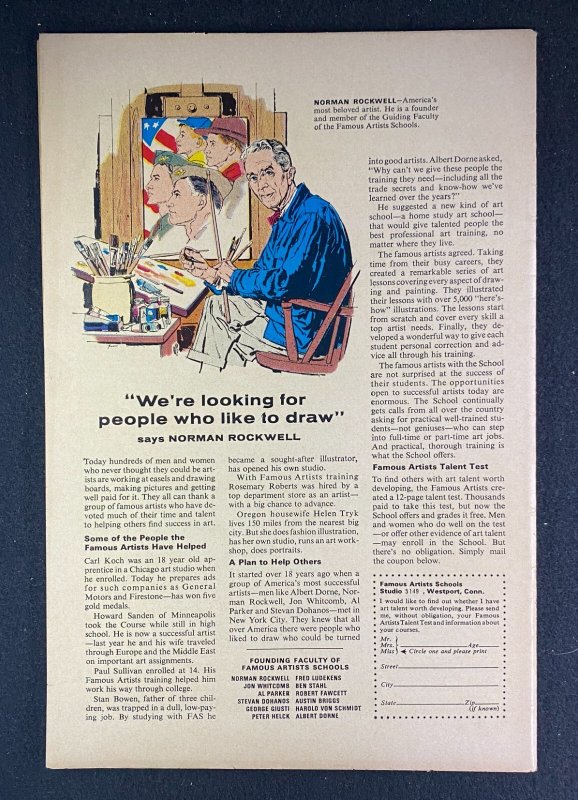 NORMAN ROCKWELL—America's
most beloved artist. He is a founder
and member of the Guiding Faculty
of the Famous Artists Schools.
"We're looking for
people who like to draw"
says NORMAN ROCKWELL
Today hundreds of men and women
who never thought they could be art-
ists are working at easels and drawing
boards, making pictures and getting
well paid for it. They all can thank a
group of famous artists who have de-
voted much of their time and talent
to helping others find success in art.
Some of the People the
Famous Artists Have Helped
Carl Koch was an 18 year old ap-
prentice in a Chicago art studio when
he enrolled. Today he prepares ads
for such companies as General
Motors and Firestone—has won five
gold medals.
Howard Sanden of Minneapolis
took the Course while still in high
school. He is now a successful artist
—last year he and his wife traveled
through Europe and the Middle East
on important art assignments.
Paul Sullivan enrolled at 14. His
Famous Artists training helped him
work his way through college.
Stan Bowen, father of three chil-
dren, was trapped in a dull, low-pay-
ing job. By studying with FAS he
became a sought-after illustrator,
has opened his own studio.
With Famous Artists training
Rosemary Roberts was hired by a
top department store as an artist—
with a big chance to advance.
Oregon housewife Helen Tryk
lives 150 miles from the nearest big
city. But she does fashion illustration,
has her own studio, runs an art work-
shop, does portraits.
A Plan to Help Others
It started over 18 years ago when a
group of America's most successful
artists—men like Albert Dorne, Nor-
man Rockwell, Jon Whitcomb, Al
Parker and Stevan Dohanos—met in
New York City. They knew that all
over America there were people who
liked to draw who could be turned
FOUNDING FACULTY OF
FAMOUS ARTISTS SCHOOLS
NORMAN ROCKWELL FRED LUDEKENS
JON WHITCOMB BEN STAHL
AL PARKER ROBERT FAWCETT
STEVAN DOHANOS AUSTIN BRIGGS
GEORGE GIUSTI HAROLD VON SCHMIDT
PETER HELCK ALBERT DORNE
into good artists. Albert Dorne asked,
"Why can't we give these people the
training they need—including all the
trade secrets and know-how we've
learned over the years?"
He suggested a new kind of art
school—a home study art school—
that would give talented people the
best professional art training, no
matter where they live.
The famous artists agreed. Taking
time from their busy careers, they
created a remarkable series of art
lessons covering every aspect of draw-
ing and painting. They illustrated
their lessons with over 5,000 "here's-
how" illustrations. The lessons start
from scratch and cover every skill a
top artist needs. Finally, they de-
veloped a wonderful way to give each
student personal correction and ad-
vice all through his training.
The famous artists with the School
are not surprised at the success of
their students. The opportunities
open to successful artists today are
enormous. The School continually
gets calls from all over the country
asking for practical well-trained stu-
dents—not geniuses—who can step
into full-time or part-time art jobs.
And practical, thorough training is
what the School offers.
Famous Artists Talent Test
To find others with art talent worth
developing, the Famous Artists cre-
ated a 12-page talent test. Thousands
paid to take this test, but now the
School offers and grades it free. Men
and women who do well on the test
—or offer other evidence of art talent
—may enroll in the School. But
there's no obligation. Simply mail
the coupon below.
Famous Artists Schools
Studio 5149, Westport, Conn.
I would like to find out whether I have
art talent worth developing. Please send
me, without obligation, your Famous
Artists Talent Test and information about
your courses.
Mr.
Mrs. Age
Miss Circle one and please print
Street
City
State Zip
(if known)